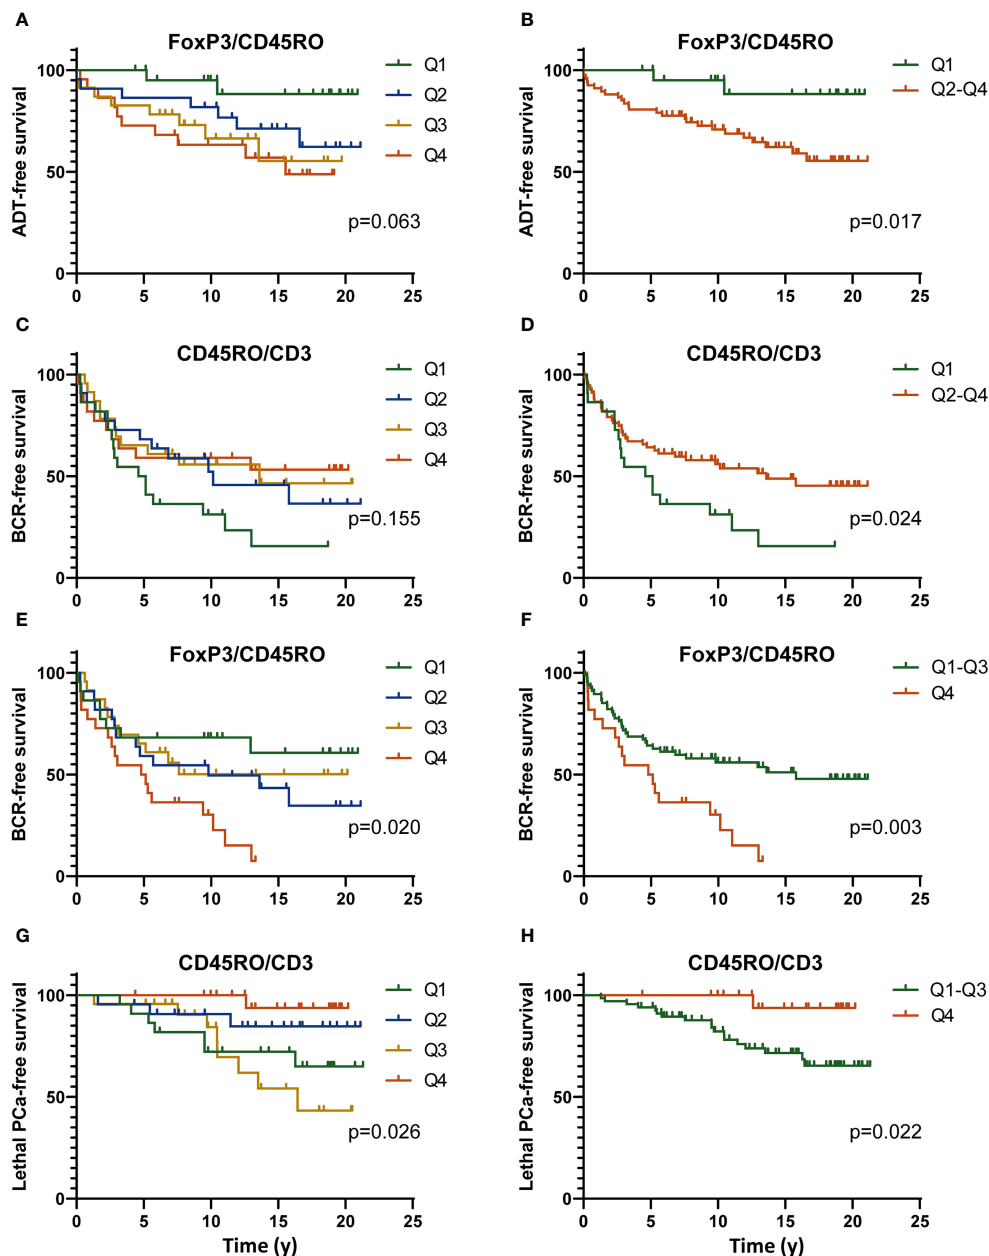 A
FoxP3/CD45RO
ADT-free survival
100
50
0
0 5 10 15 20 25
Q1
Q2
Q3
Q4
p=0.063
B
FoxP3/CD45RO
ADT-free survival
100
50
0
0 5 10 15 20 25
Q1
Q2-Q4
p=0.017
C
CD45RO/CD3
BCR-free survival
100
50
0
0 5 10 15 20 25
Q1
Q2
Q3
Q4
p=0.155
D
CD45RO/CD3
BCR-free survival
100
50
0
0 5 10 15 20 25
Q1
Q2-Q4
p=0.024
E
FoxP3/CD45RO
BCR-free survival
100
50
0
0 5 10 15 20 25
Q1
Q2
Q3
Q4
p=0.020
F
FoxP3/CD45RO
BCR-free survival
100
50
0
0 5 10 15 20 25
Q1-Q3
Q4
p=0.003
G
CD45RO/CD3
Lethal PCa-free survival
100
50
0
0 5 10 15 20 25
Time (y)
Q1
Q2
Q3
Q4
p=0.026
H
CD45RO/CD3
Lethal PCa-free survival
100
50
0
0 5 10 15 20 25
Time (y)
Q1-Q3
Q4
p=0.022